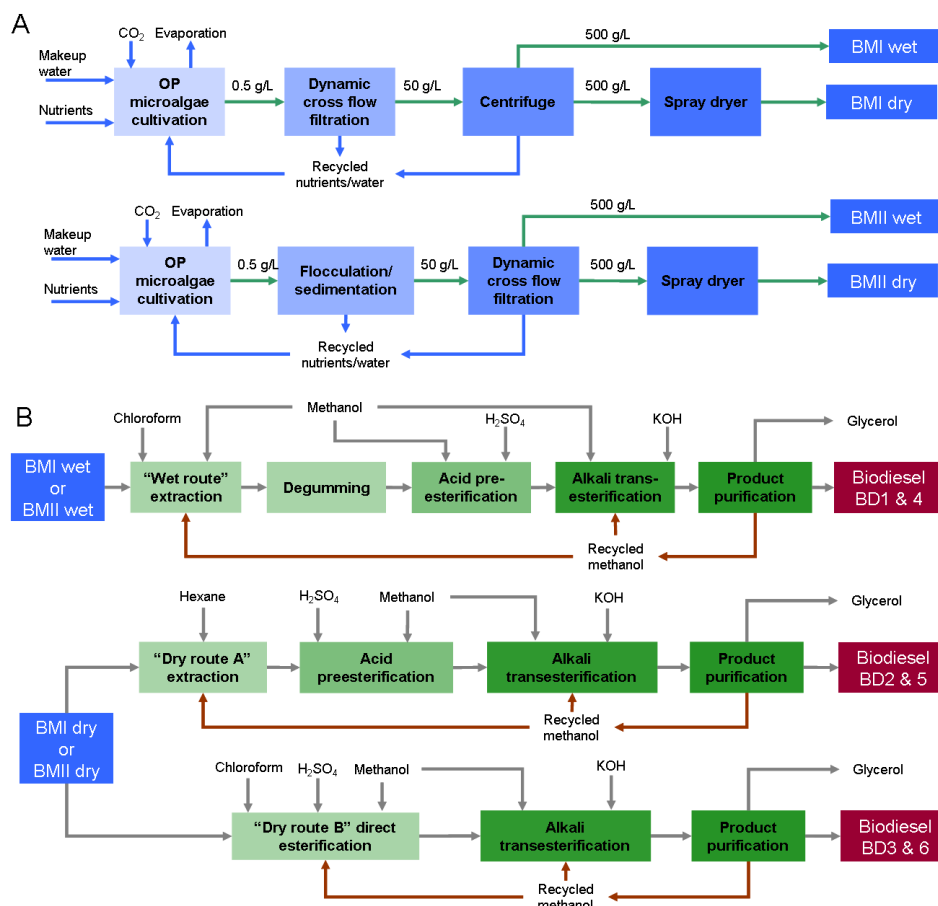 A
CO₂
Evaporation
Makeup
water
Nutrients
OP
microalgae
cultivation
0.5 g/L
Dynamic
cross flow
filtration
50 g/L
Centrifuge
500 g/L
500 g/L
Spray dryer
BMI wet
BMI dry
Recycled
nutrients/water
CO₂
Evaporation
Makeup
water
Nutrients
OP
microalgae
cultivation
0.5 g/L
Flocculation/
sedimentation
50 g/L
Dynamic
cross flow
filtration
500 g/L
500 g/L
Spray dryer
BMII wet
BMII dry
Recycled
nutrients/water
B
Chloroform
Methanol
H₂SO₄
KOH
Glycerol
BMI wet
or
BMII wet
“Wet route”
extraction
Degumming
Acid pre-
esterification
Alkali trans-
esterification
Product
purification
Biodiesel
BD1 & 4
Recycled
methanol
Hexane
H₂SO₄
Methanol
KOH
Glycerol
“Dry route A”
extraction
Acid
preesterification
Alkali
transesterification
Product
purification
Biodiesel
BD2 & 5
Recycled
methanol
BMI dry
or
BMII dry
Chloroform
H₂SO₄
Methanol
KOH
Glycerol
“Dry route B” direct
esterification
Alkali
transesterification
Product
purification
Biodiesel
BD3 & 6
Recycled
methanol